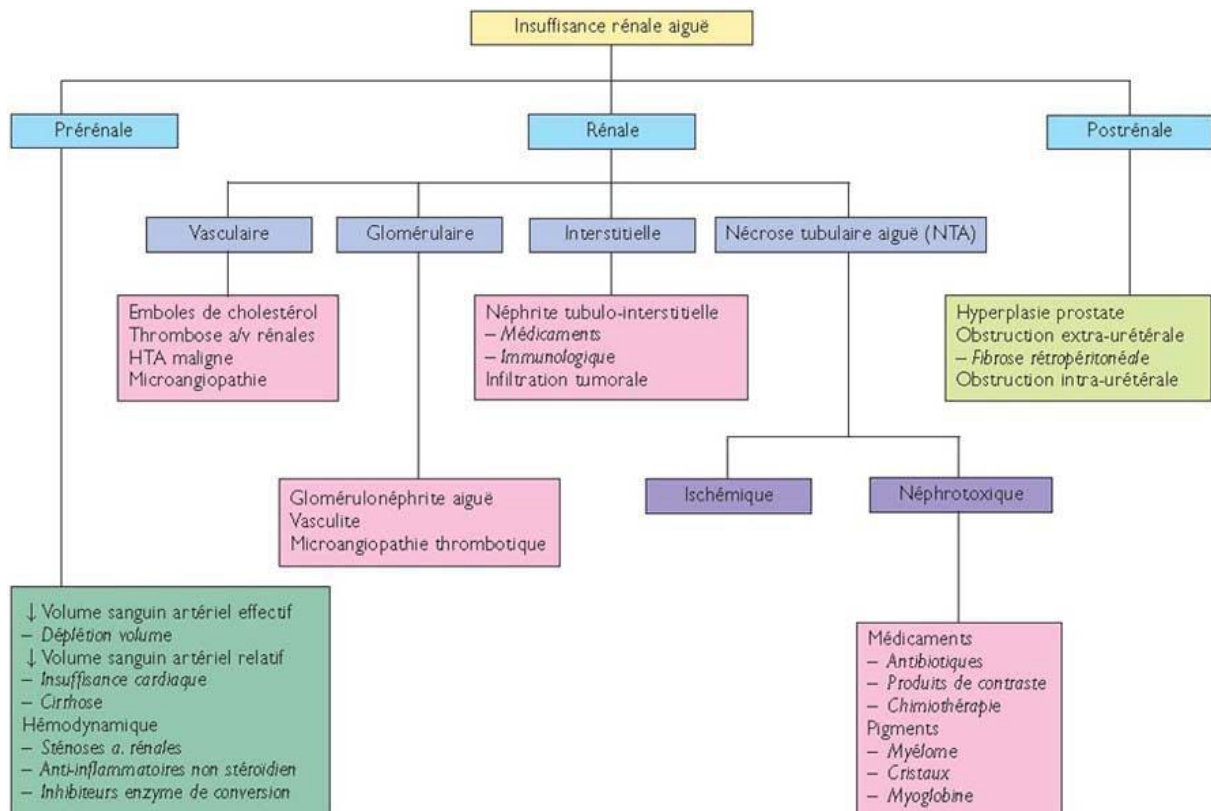 Insuffisance rénale aiguë
Prérénale
Rénale
Postrénale
Vasculaire
Glomérulaire
Interstitielle
Nécrose tubulaire aiguë (NTA)
Emboles de cholestérol
Thrombose a/v rénales
HTA maligne
Microangiopathie
Néphrite tubulo-interstitielle
– Médicaments
– Immunologique
Infiltration tumorale
Hyperplasie prostate
Obstruction extra-urétérale
– Fibrose rétropéritonéale
Obstruction intra-urétérale
Glomérulonéphrite aiguë
Vasculite
Microangiopathie thrombotique
Ischémique
Néphrotoxique
↓ Volume sanguin artériel effectif
– Déplétion volume
↓ Volume sanguin artériel relatif
– Insuffisance cardiaque
– Cirrhose
Hémodynamique
– Sténoses a. rénales
– Anti-inflammatoires non stéroïdien
– Inhibiteurs enzyme de conversion
Médicaments
– Antibiotiques
– Produits de contraste
– Chimiothérapie
Pigments
– Myélome
– Cristaux
– Myoglobine